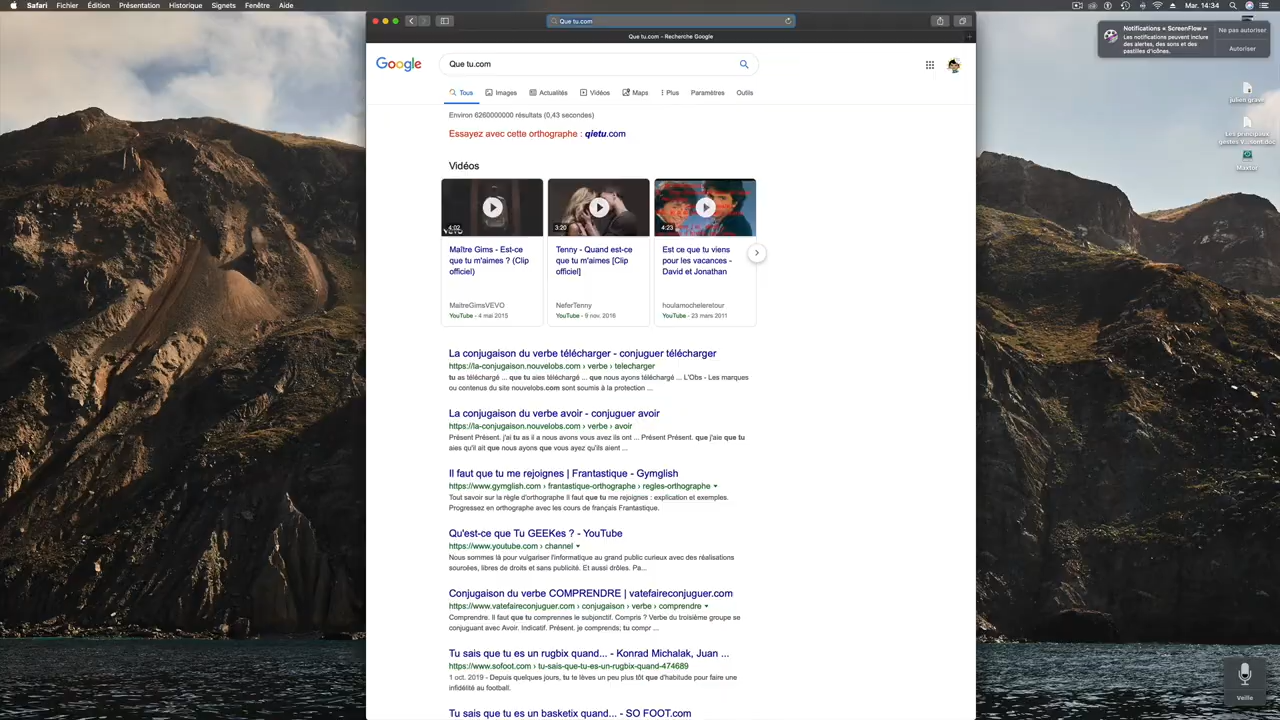 Safari Fichier Édition Présentation Historique Signets Fenêtre Aide
Mar. 14:34
Que tu.com
Que tu.com - Recherche Google
Notifications « ScreenFlow »
Les notifications peuvent inclure
des alertes, des sons et des
pastilles d'icônes.
Ne pas autoriser
Autoriser
Google
Que tu.com
Tous Images Actualités Vidéos Maps Plus Paramètres Outils
Environ 6260000000 résultats (0,43 secondes)
Essayez avec cette orthographe : qietu.com
Vidéos
4:02
3:20
4:23
Maître Gims - Est-ce
que tu m'aimes ? (Clip
officiel)
MaitreGimsVEVO
YouTube - 4 mai 2015
Tenny - Quand est-ce
que tu m'aimes [Clip
officiel]
NeferTenny
YouTube - 9 nov. 2016
Est ce que tu viens
pour les vacances -
David et Jonathan
houlamocheleretour
YouTube - 23 mars 2011
La conjugaison du verbe télécharger - conjuguer télécharger
https://la-conjugaison.nouvelobs.com › verbe › telecharger
tu as téléchargé ... que tu aies téléchargé ... que nous ayons téléchargé ... L'Obs - Les marques
ou contenus du site nouvelobs.com sont soumis à la protection ...
La conjugaison du verbe avoir - conjuguer avoir
https://la-conjugaison.nouvelobs.com › verbe › avoir
Présent Présent. j'ai tu as il a nous avons vous avez ils ont ... Présent Présent. que j'aie que tu
aies qu'il ait que nous ayons que vous ayez qu'ils aient ...
Il faut que tu me rejoignes | Frantastique - Gymglish
https://www.gymglish.com › frantastique-orthographe › regles-orthographe
Tout savoir sur la règle d'orthographe Il faut que tu me rejoignes : explication et exemples.
Progressez en orthographe avec les cours de français Frantastique.
Qu'est-ce que Tu GEEKes ? - YouTube
https://www.youtube.com › channel
Nous sommes là pour vulgariser l'informatique au grand public curieux avec des réalisations
sourcées, libres de droits et sans publicité. Et aussi drôles. Pa...
Conjugaison du verbe COMPRENDRE | vatefaireconjuguer.com
https://www.vatefaireconjuguer.com › conjugaison › verbe › comprendre
Comprendre. Il faut que tu comprennes le subjonctif. Compris ? Verbe du troisième groupe se
conjuguant avec Avoir. Indicatif. Présent. je comprends; tu compr ...
Tu sais que tu es un rugbix quand... - Konrad Michalak, Juan ...
https://www.sofoot.com › tu-sais-que-tu-es-un-rugbix-quand-474689
1 oct. 2019 - Depuis quelques jours, tu te lèves un peu plus tôt que d'habitude pour faire une
infidélité au football.
Tu sais que tu es un basketix quand... - SO FOOT.com
julien grave
Les principaux
gestes V...lont.doc
Maxtor
Veille